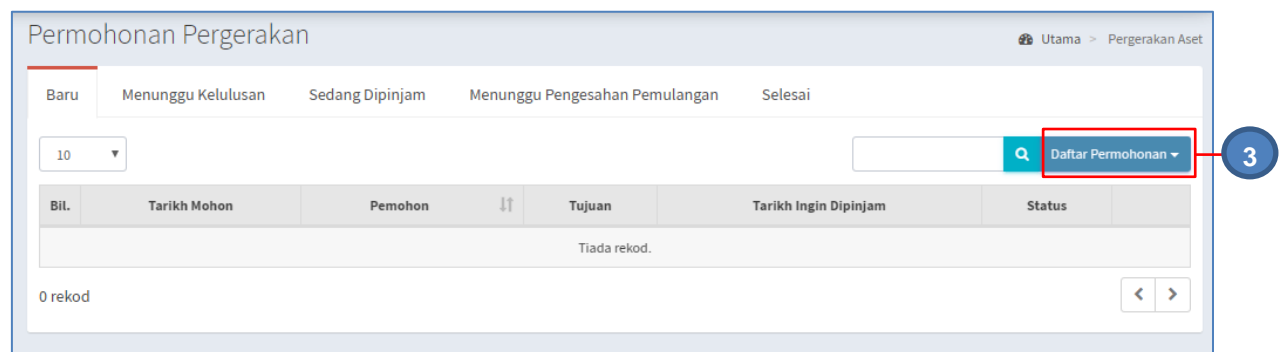 Permohonan Pergerakan
Utama > Pergerakan Aset
Baru Menunggu Kelulusan Sedang Dipinjam Menunggu Pengesahan Pemulangan Selesai
10 Daftar Permohonan
3
Bil. Tarikh Mohon Pemohon Tujuan Tarikh Ingin Dipinjam Status
Tiada rekod.
0 rekod